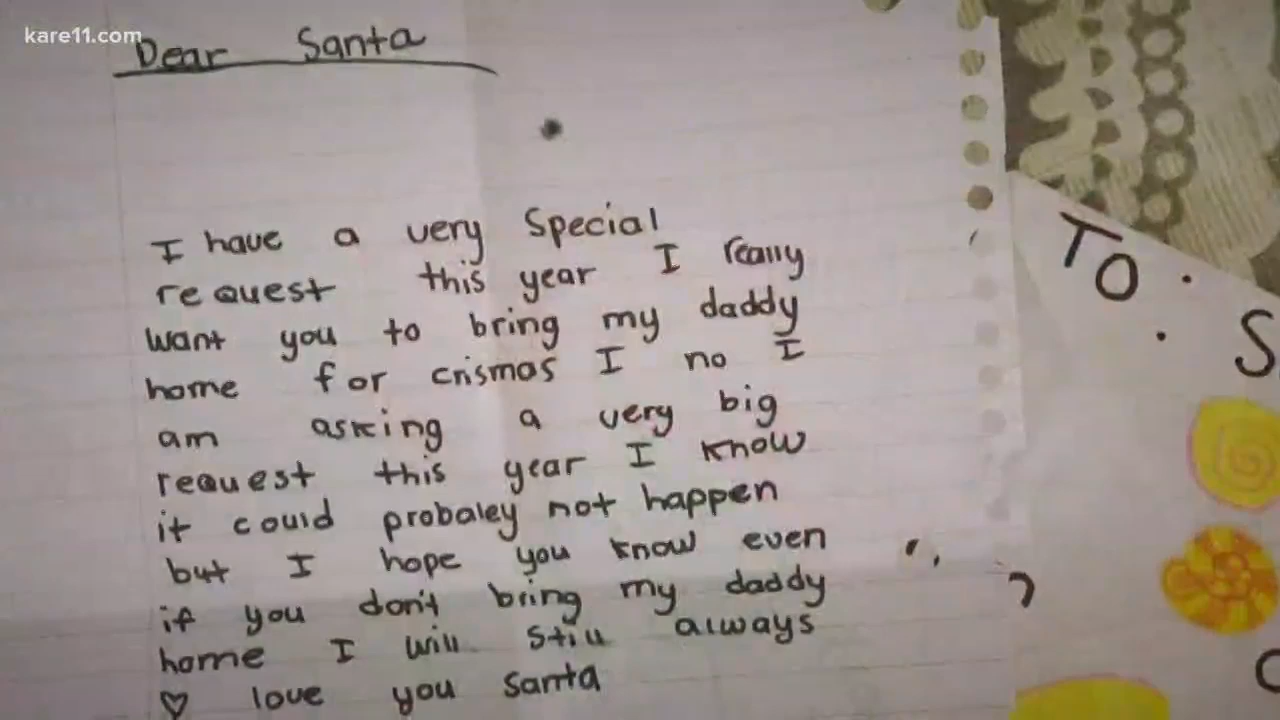 kare11.com
Dear Santa
I have a very Special
request this year I really
want you to bring my daddy
home for crismas I no I
am asking a very big
request this year I know
it could probaley not happen
but I hope you know even
if you don't bring my daddy
home I will still always
♡ love you Santa
TO:
S